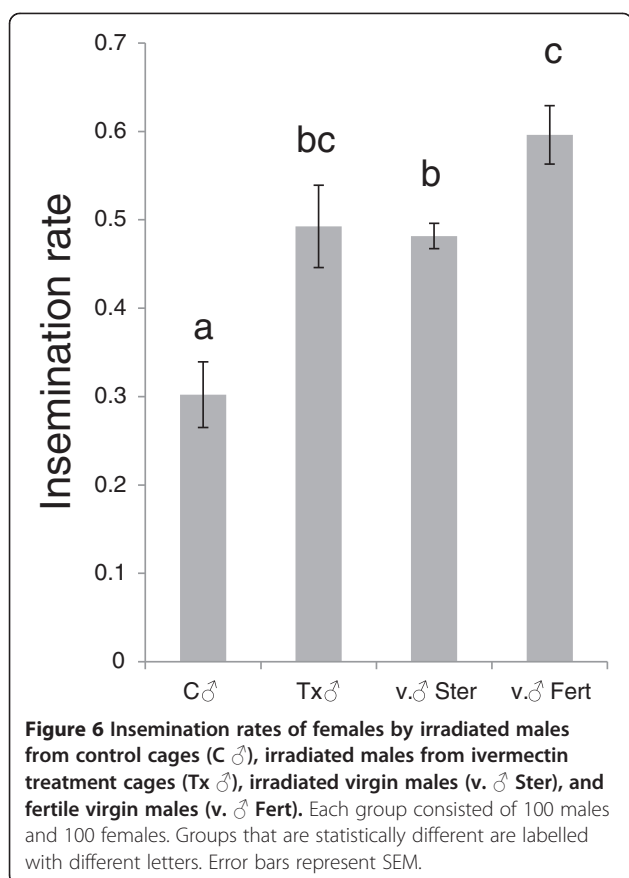 0.7
c
0.6
bc
b
0.5
0.4
a
0.3
0.2
0.1
0
Insemination rate
C♂ Tx♂ v.♂ Ster v.♂ Fert
Figure 6 Insemination rates of females by irradiated males
from control cages (C ♂), irradiated males from ivermectin
treatment cages (Tx ♂), irradiated virgin males (v. ♂ Ster), and
fertile virgin males (v. ♂ Fert). Each group consisted of 100 males
and 100 females. Groups that are statistically different are labelled
with different letters. Error bars represent SEM.